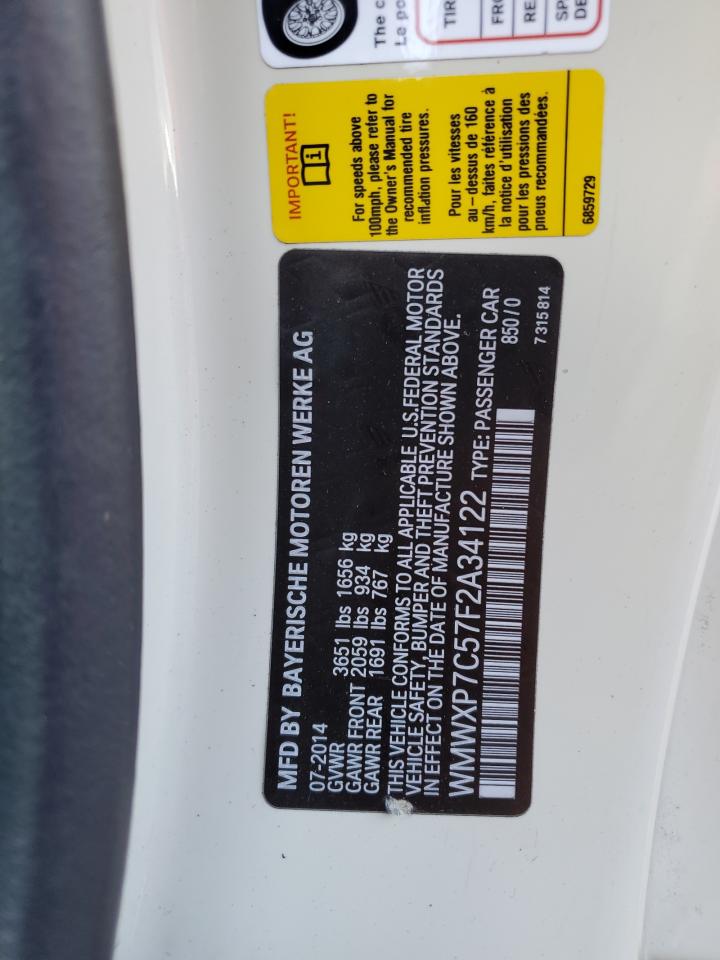 The c
Le po
TIR
FRO
RE
SP
DE
IMPORTANT!
i
For speeds above
100mph, please refer to
the Owner's Manual for
recommended tire
inflation pressures.
Pour les vitesses
au – dessus de 160
km/h, faites référence à
la notice d'utilisation
pour les pressions des
pneus recommandées.
6859729
MFD BY BAYERISCHE MOTOREN WERKE AG
07-2014
GVWR 3651 lbs 1656 kg
GAWR FRONT 2059 lbs 934 kg
GAWR REAR 1691 lbs 767 kg
THIS VEHICLE CONFORMS TO ALL APPLICABLE U.S.FEDERAL MOTOR
VEHICLE SAFETY, BUMPER AND THEFT PREVENTION STANDARDS
IN EFFECT ON THE DATE OF MANUFACTURE SHOWN ABOVE.
WMWXP7C57F2A34122 TYPE: PASSENGER CAR
850 / 0
7 315 814